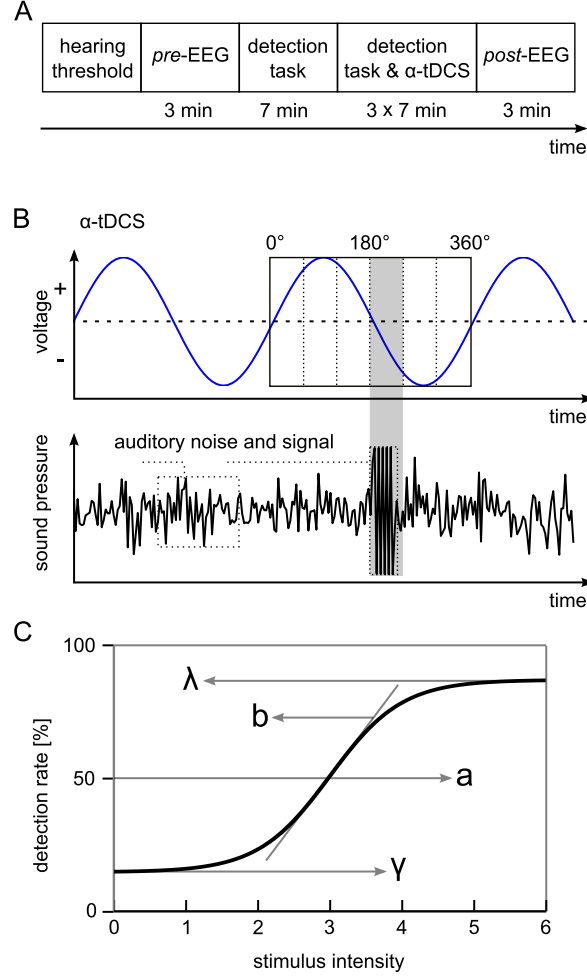 A
hearing threshold
pre-EEG
detection task
detection task & α-tDCS
post-EEG
3 min
7 min
3 x 7 min
3 min
time
B
α-tDCS
0°
180°
360°
voltage
+
-
time
auditory noise and signal
sound pressure
time
C
100
50
0
detection rate [%]
λ
b
a
γ
0 1 2 3 4 5 6
stimulus intensity